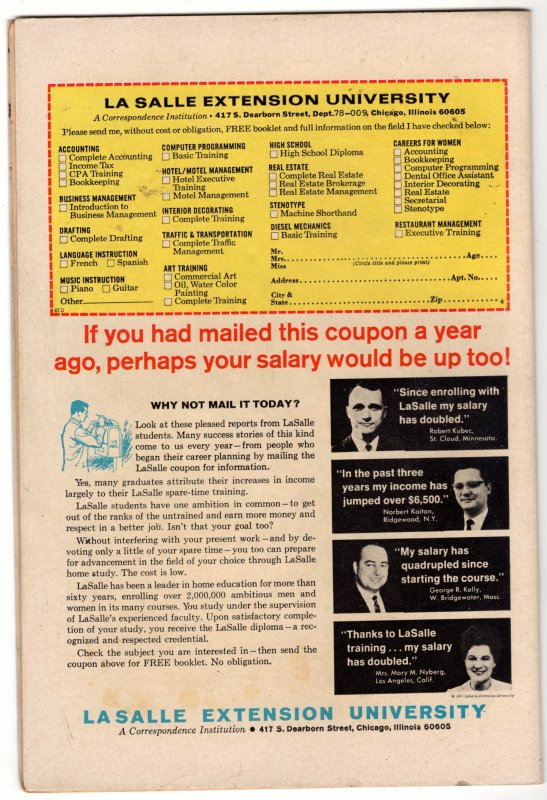 LA SALLE EXTENSION UNIVERSITY
A Correspondence Institution • 417 S. Dearborn Street, Dept. 78-009, Chicago, Illinois 60605
Please send me, without cost or obligation, FREE booklet and full information on the field I have checked below:
ACCOUNTING
Complete Accounting
Income Tax
CPA Training
Bookkeeping
BUSINESS MANAGEMENT
Introduction to
Business Management
DRAFTING
Complete Drafting
LANGUAGE INSTRUCTION
French Spanish
MUSIC INSTRUCTION
Piano Guitar
Other
COMPUTER PROGRAMMING
Basic Training
HOTEL/MOTEL MANAGEMENT
Hotel Executive
Training
Motel Management
INTERIOR DECORATING
Complete Training
TRAFFIC & TRANSPORTATION
Complete Traffic
Management
ART TRAINING
Commercial Art
Oil, Water Color
Painting
Complete Training
HIGH SCHOOL
High School Diploma
REAL ESTATE
Complete Real Estate
Real Estate Brokerage
Real Estate Management
STENOTYPE
Machine Shorthand
DIESEL MECHANICS
Basic Training
CAREERS FOR WOMEN
Accounting
Bookkeeping
Computer Programming
Dental Office Assistant
Interior Decorating
Real Estate
Secretarial
Stenotype
RESTAURANT MANAGEMENT
Executive Training
Mr.
Mrs. Age
Miss (Circle title and please print)
Address Apt. No.
City &
State Zip 4
If you had mailed this coupon a year
ago, perhaps your salary would be up too!
WHY NOT MAIL IT TODAY?
Look at these pleased reports from LaSalle
students. Many success stories of this kind
come to us every year—from people who
began their career planning by mailing the
LaSalle coupon for information.
Yes, many graduates attribute their increases in income
largely to their LaSalle spare-time training.
LaSalle students have one ambition in common—to get
out of the ranks of the untrained and earn more money and
respect in a better job. Isn't that your goal too?
Without interfering with your present work—and by de-
voting only a little of your spare time—you too can prepare
for advancement in the field of your choice through LaSalle
home study. The cost is low.
LaSalle has been a leader in home education for more than
sixty years, enrolling over 2,000,000 ambitious men and
women in its many courses. You study under the supervision
of LaSalle's experienced faculty. Upon satisfactory comple-
tion of your study, you receive the LaSalle diploma—a rec-
ognized and respected credential.
Check the subject you are interested in—then send the
coupon above for FREE booklet. No obligation.
"Since enrolling with
LaSalle my salary
has doubled."
Robert Kubec,
St. Cloud, Minnesota.
"In the past three
years my income has
jumped over $6,500."
Norbert Kaiton,
Ridgewood, N.Y.
"My salary has
quadrupled since
starting the course."
George R. Kelly,
W. Bridgewater, Mass.
"Thanks to LaSalle
training . . . my salary
has doubled."
Mrs. Mary M. Nyberg,
Los Angeles, Calif.
© 1971 LaSalle Extension University
LA SALLE EXTENSION UNIVERSITY
A Correspondence Institution • 417 S. Dearborn Street, Chicago, Illinois 60605